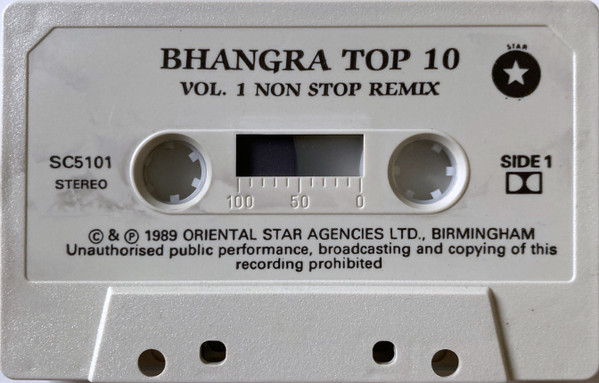 BHANGRA TOP 10
STAR
VOL. 1 NON STOP REMIX
SC5101
STEREO
SIDE 1
100 50 0
© & ℗ 1989 ORIENTAL STAR AGENCIES LTD., BIRMINGHAM
Unauthorised public performance, broadcasting and copying of this
recording prohibited